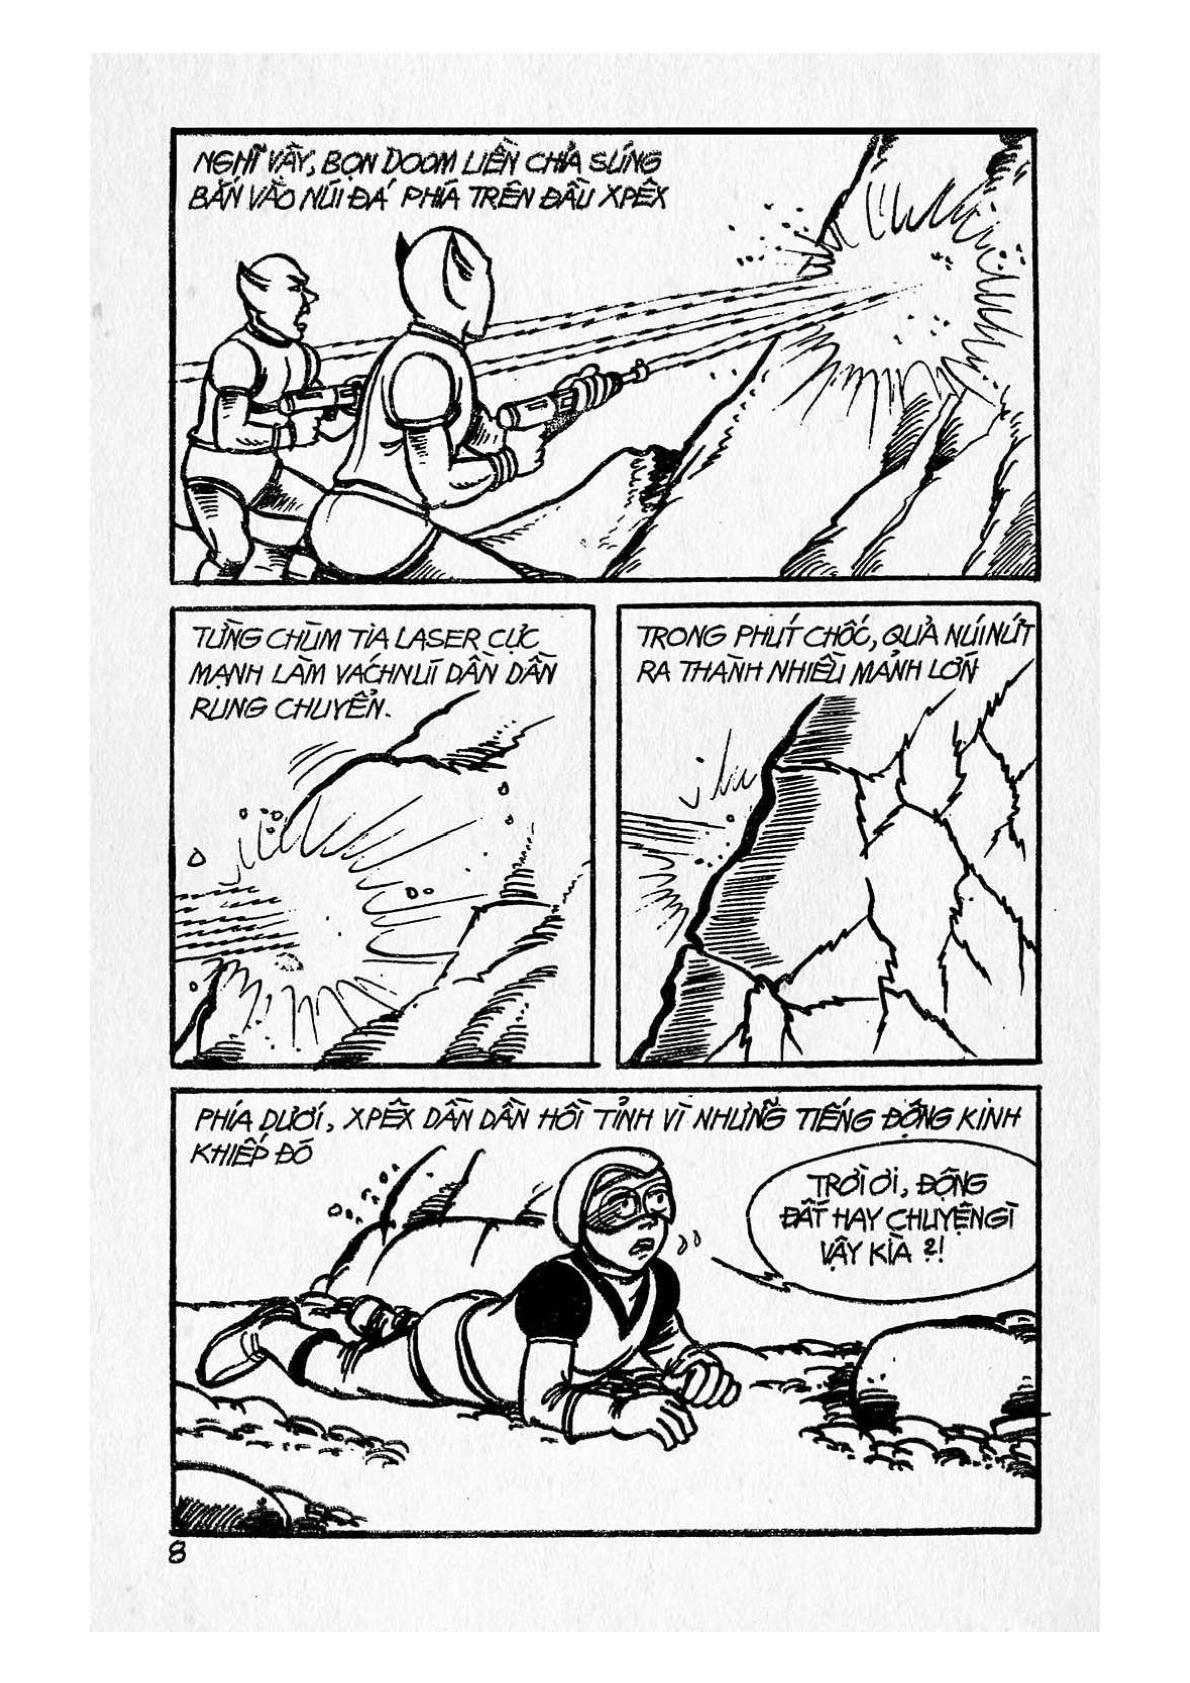 NGHĨ VẬY, BỌN DOOM LIỀN CHĨA SÚNG
BẮN VÀO NÚI ĐÁ PHÍA TRÊN ĐẦU XPÊX
TỪNG CHÙM TIA LASER CỰC
MẠNH LÀM VÁCH NÚI DẦN DẦN
RUNG CHUYỂN.
TRONG PHÚT CHỐC, QUẢ NÚI NỨT
RA THÀNH NHIỀU MẢNH LỚN
PHÍA DƯỚI, XPÊX DẦN DẦN HỒI TỈNH VÌ NHỮNG TIẾNG ĐỘNG KINH
KHIẾP ĐÓ
TRỜI ƠI, ĐỘNG
ĐẤT HAY CHUYỆN GÌ
VẬY KÌA ?!
8